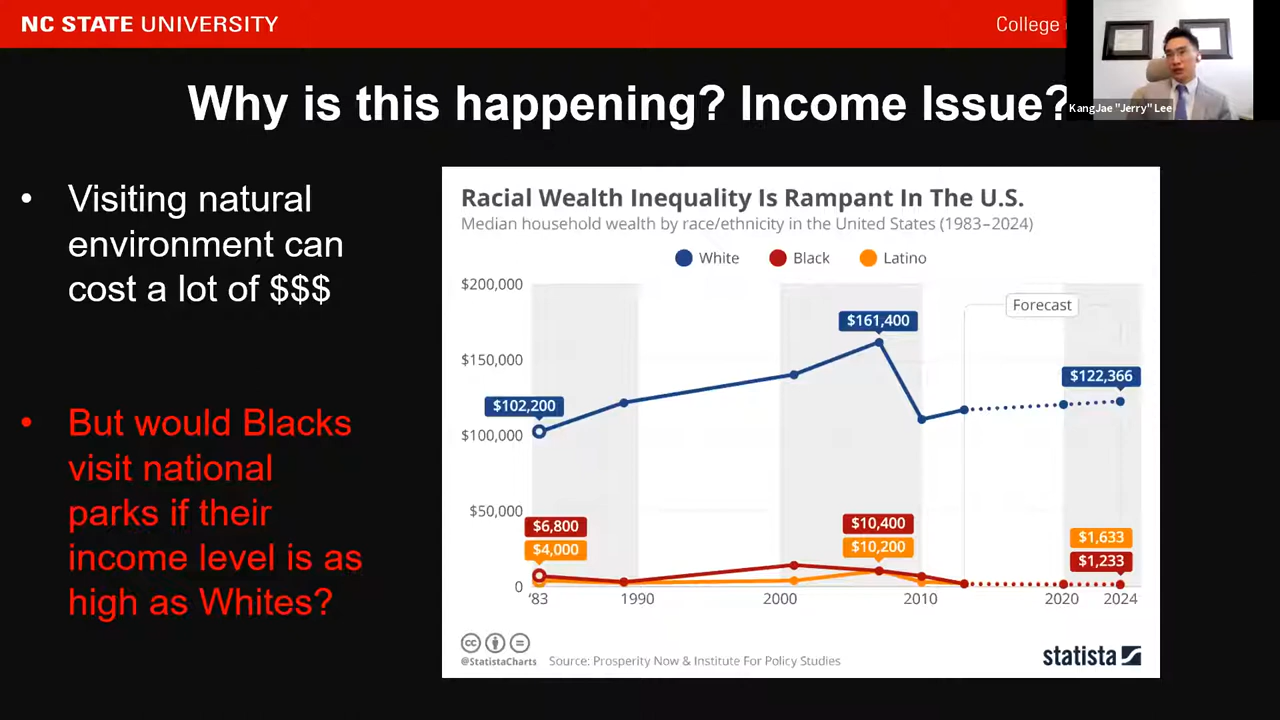 NC STATE UNIVERSITY
College
KangJae "Jerry" Lee
Why is this happening? Income Issue?
• Visiting natural
environment can
cost a lot of $$$
• But would Blacks
visit national
parks if their
income level is as
high as Whites?
Racial Wealth Inequality Is Rampant In The U.S.
Median household wealth by race/ethnicity in the United States (1983–2024)
White Black Latino
$200,000
Forecast
$161,400
$150,000
$122,366
$102,200
$100,000
$50,000
$6,800 $10,400
$4,000 $10,200 $1,633
$1,233
0
'83 1990 2000 2010 2020 2024
cc
@StatistaCharts Source: Prosperity Now & Institute For Policy Studies
statista